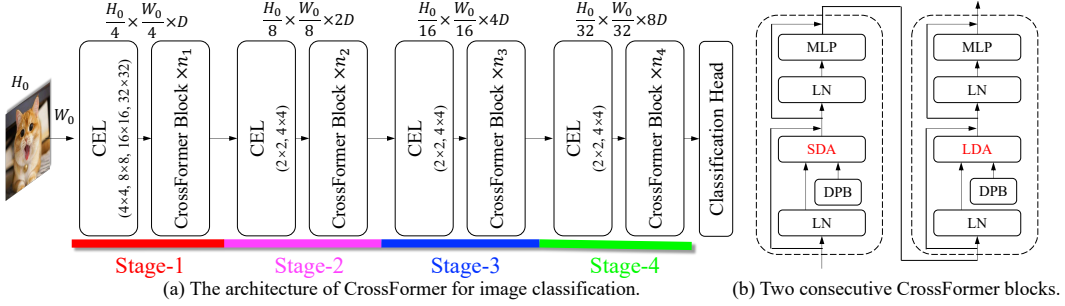 H₀/4 × W₀/4 × D
H₀/8 × W₀/8 × 2D
H₀/16 × W₀/16 × 4D
H₀/32 × W₀/32 × 8D
H₀
W₀
CEL
(4×4, 8×8, 16×16, 32×32)
CrossFormer Block ×n₁
CEL
(2×2, 4×4)
CrossFormer Block ×n₂
CEL
(2×2, 4×4)
CrossFormer Block ×n₃
CEL
(2×2, 4×4)
CrossFormer Block ×n₄
Classification Head
Stage-1
Stage-2
Stage-3
Stage-4
(a) The architecture of CrossFormer for image classification.
MLP
LN
SDA
DPB
LN
MLP
LN
LDA
DPB
LN
(b) Two consecutive CrossFormer blocks.